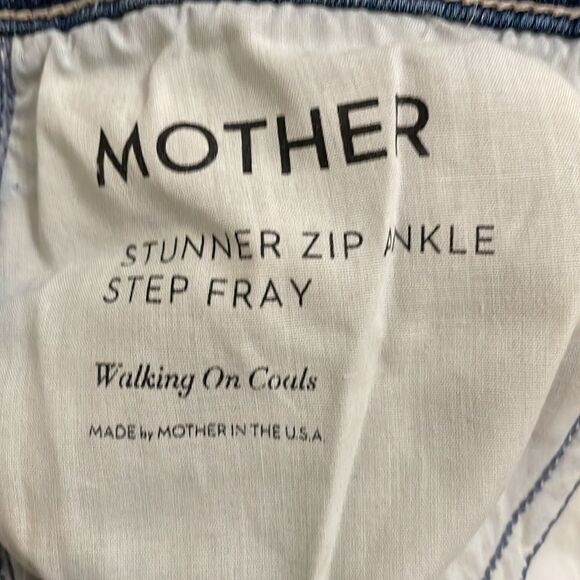 MOTHER
STUNNER ZIP ANKLE
STEP FRAY
Walking On Coals
MADE by MOTHER IN THE U.S.A.